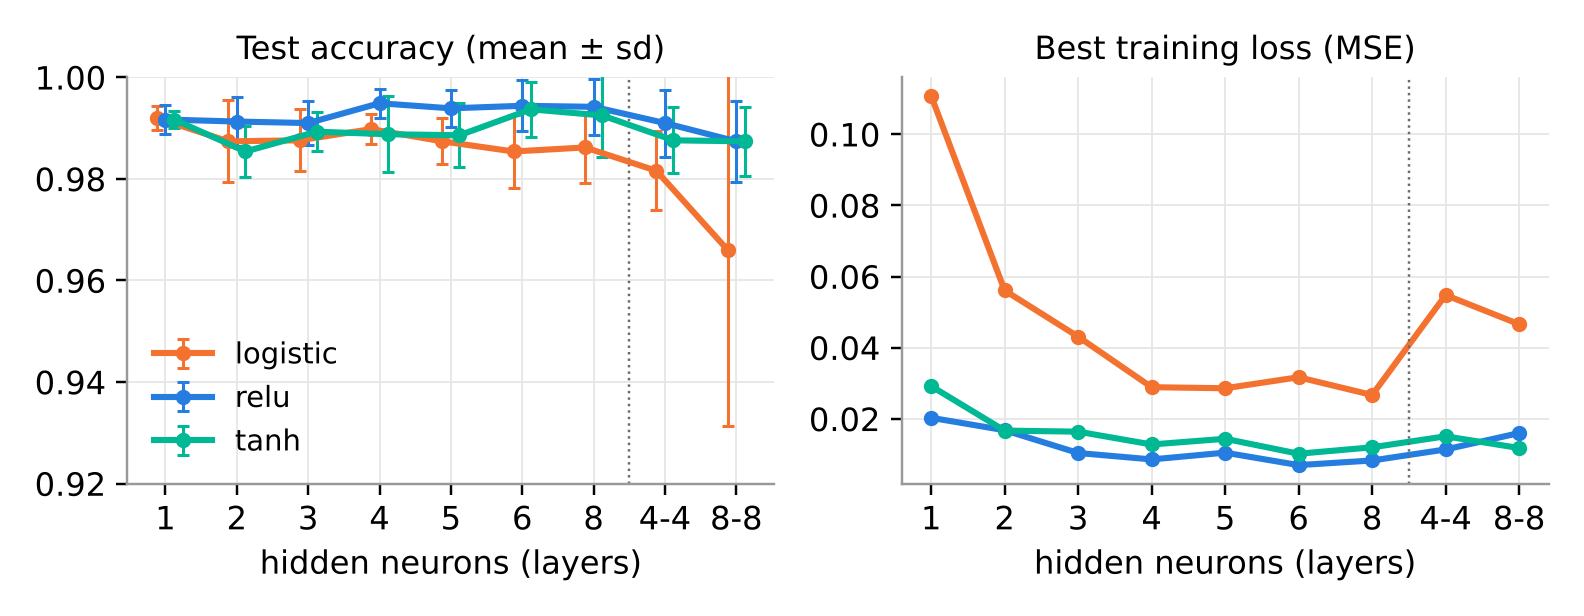 Test accuracy (mean ± sd)
1.00
0.98
0.96
0.94
0.92
logistic
relu
tanh
1 2 3 4 5 6 8 4-4 8-8
hidden neurons (layers)
Best training loss (MSE)
0.10
0.08
0.06
0.04
0.02
1 2 3 4 5 6 8 4-4 8-8
hidden neurons (layers)